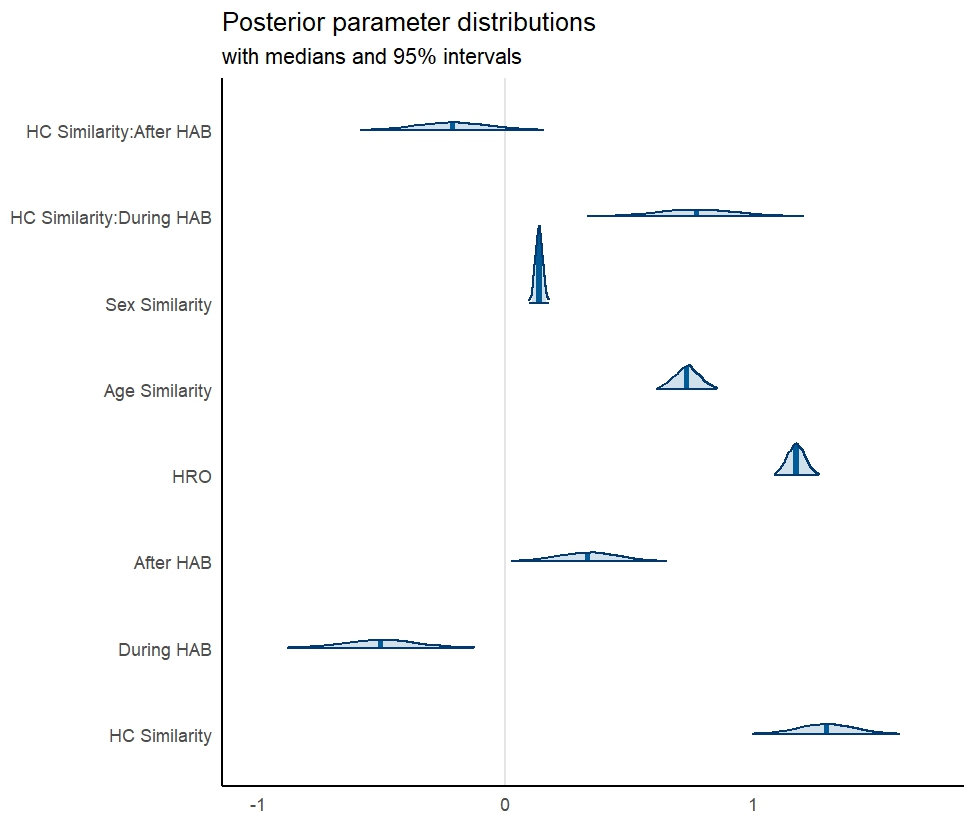 Posterior parameter distributions
with medians and 95% intervals
HC Similarity:After HAB
HC Similarity:During HAB
Sex Similarity
Age Similarity
HRO
After HAB
During HAB
HC Similarity
-1 0 1